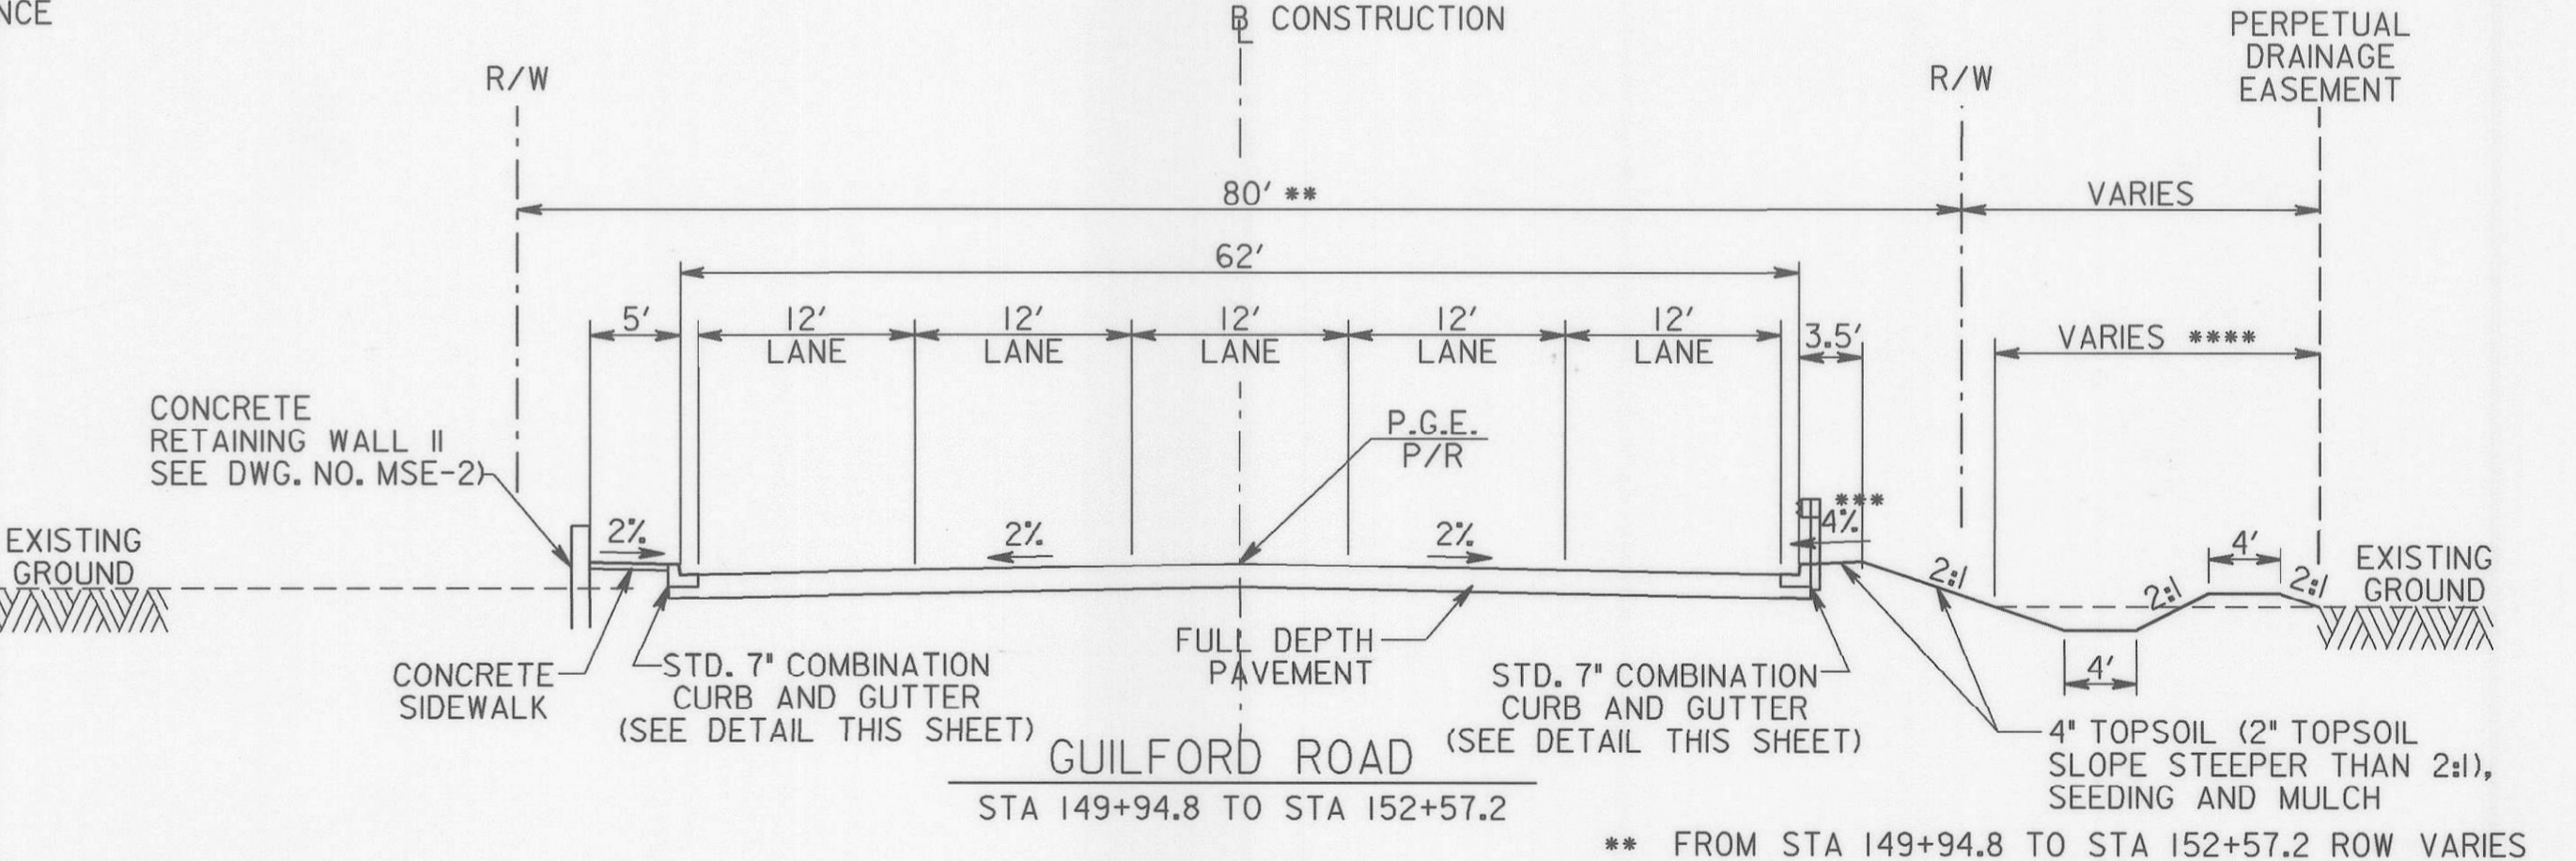 NCE
B CONSTRUCTION
PERPETUAL
DRAINAGE
EASEMENT
R/W
R/W
80' **
VARIES
62'
5'
12'
LANE
12'
LANE
12'
LANE
12'
LANE
12'
LANE
3.5'
VARIES ****
CONCRETE
RETAINING WALL II
SEE DWG. NO. MSE-2)
P.G.E.
P/R
***
4%
2%
2%
2%
EXISTING
GROUND
2:1
2:1
4'
2:1
EXISTING
GROUND
4'
CONCRETE
SIDEWALK
STD. 7" COMBINATION
CURB AND GUTTER
(SEE DETAIL THIS SHEET)
FULL DEPTH
PAVEMENT
STD. 7" COMBINATION
CURB AND GUTTER
(SEE DETAIL THIS SHEET)
4" TOPSOIL (2" TOPSOIL
SLOPE STEEPER THAN 2:1),
SEEDING AND MULCH
GUILFORD ROAD
STA 149+94.8 TO STA 152+57.2
** FROM STA 149+94.8 TO STA 152+57.2 ROW VARIES